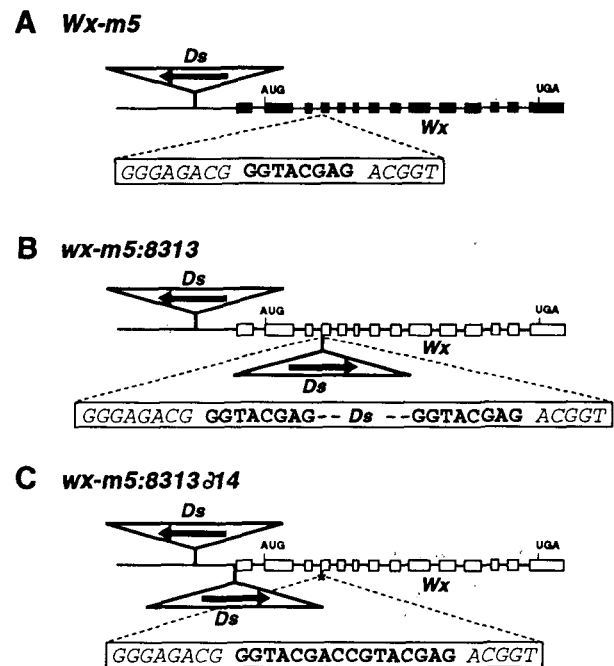 A Wx-m5
Ds
AUG UGA
Wx
GGGAGACG GGTACGAG ACGGT
B wx-m5:8313
Ds
AUG UGA
Wx
Ds
GGGAGACG GGTACGAG-- Ds --GGTACGAG ACGGT
C wx-m5:8313∂14
Ds
AUG UGA
*
Wx
Ds
GGGAGACG GGTACGACCGTACGAG ACGGT